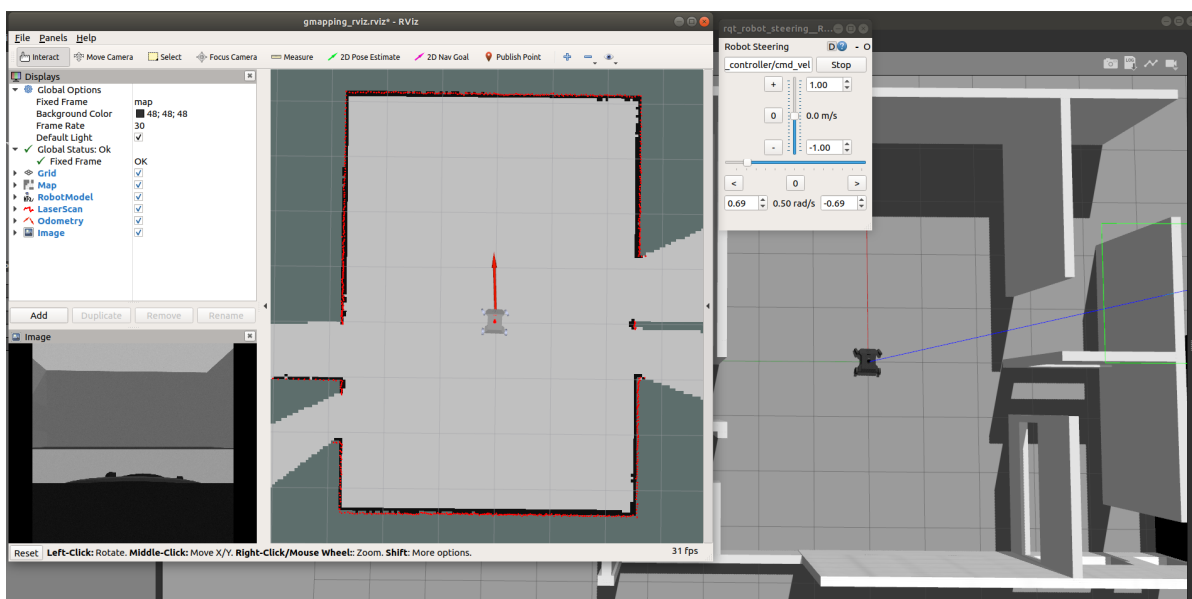 gmapping_rviz.rviz* - RViz
File Panels Help
Interact Move Camera Select Focus Camera Measure 2D Pose Estimate 2D Nav Goal Publish Point
Displays
Global Options
Fixed Frame map
Background Color 48; 48; 48
Frame Rate 30
Default Light
Global Status: Ok
Fixed Frame OK
Grid
Map
RobotModel
LaserScan
Odometry
Image
Add Duplicate Remove Rename
Image
Reset Left-Click: Rotate. Middle-Click: Move X/Y. Right-Click/Mouse Wheel:: Zoom. Shift: More options. 31 fps
rqt_robot_steering__R...
Robot Steering D - O
_controller/cmd_vel Stop
+ 1.00
0 0.0 m/s
- -1.00
< 0 >
0.69 0.50 rad/s -0.69